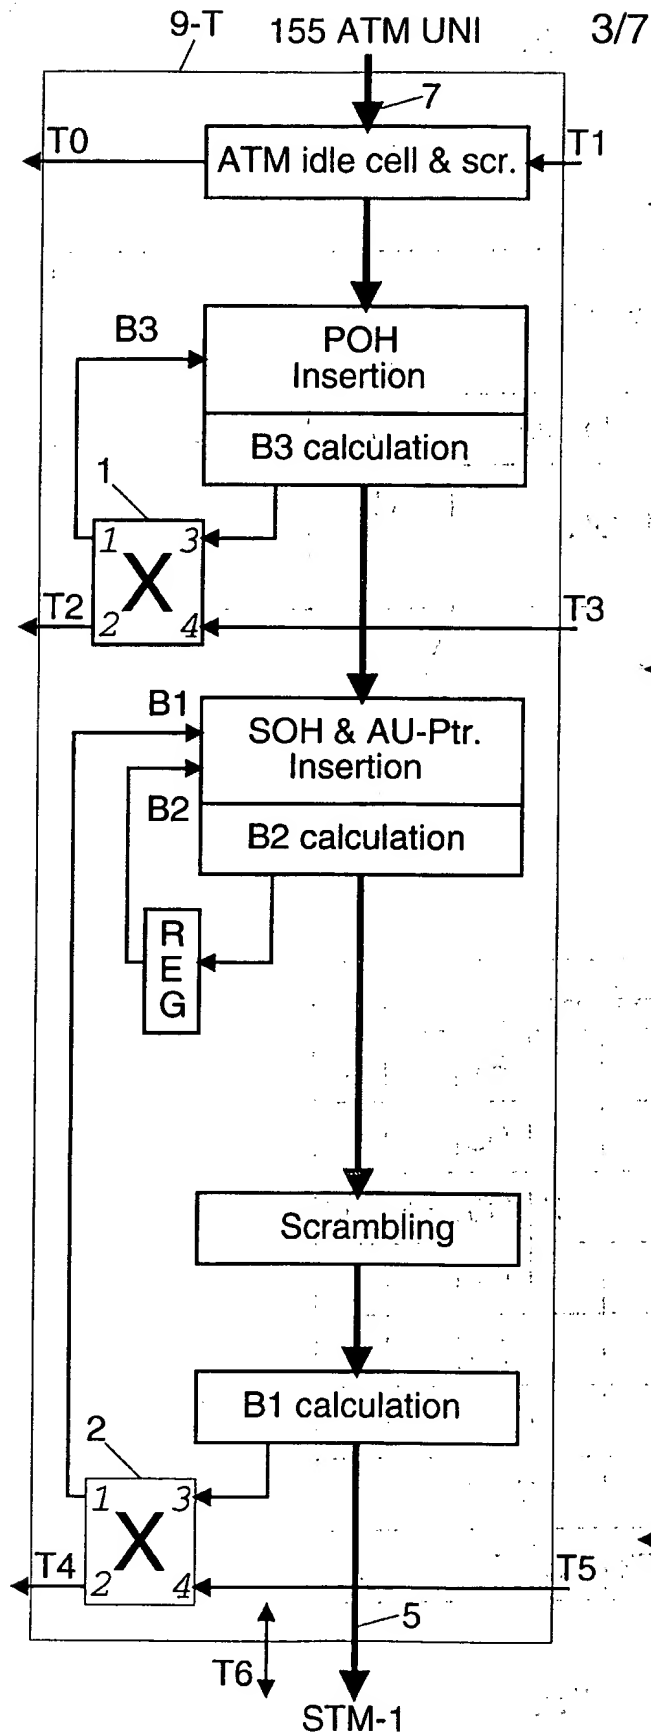 9-T 155 ATM UNI 3/7
7
T0 ATM idle cell & scr. T1
B3 POH
Insertion
B3 calculation
1
1 3
X
T2 2 4 T3
B1 SOH & AU-Ptr.
Insertion
B2
B2 calculation
R
E
G
Scrambling
B1 calculation
2
1 3
X
T4 2 4 T5
5
T6
STM-1